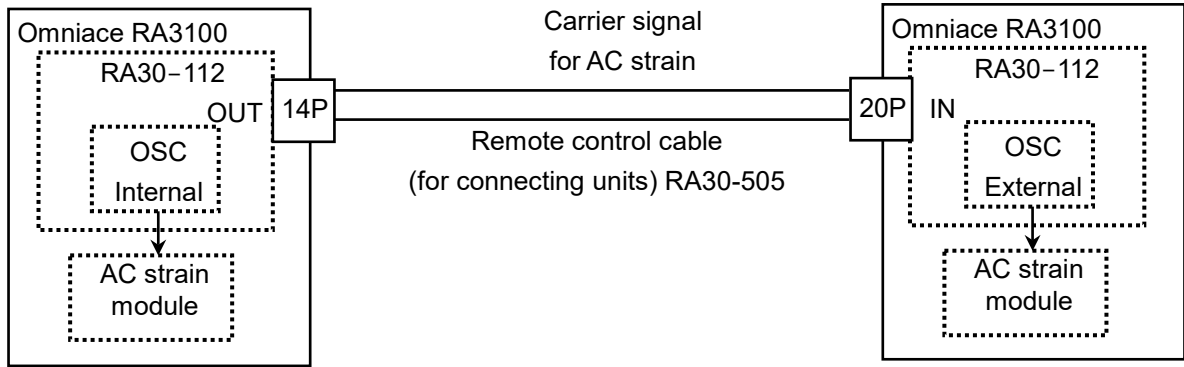 Omniace RA3100
RA30−112
OUT
14P
OSC
Internal
AC strain
module
Carrier signal
for AC strain
Remote control cable
(for connecting units) RA30-505
Omniace RA3100
RA30−112
20P
IN
OSC
External
AC strain
module